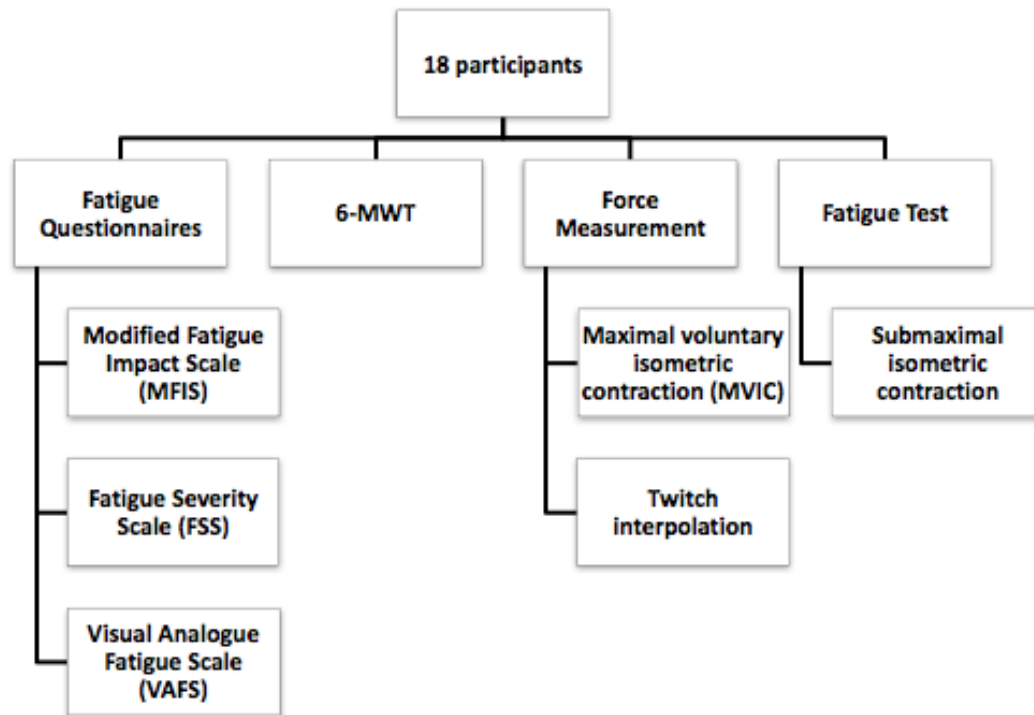 18 participants
Fatigue
Questionnaires
6-MWT
Force
Measurement
Fatigue Test
Modified Fatigue
Impact Scale
(MFIS)
Maximal voluntary
isometric
contraction (MVIC)
Submaximal
isometric
contraction
Fatigue Severity
Scale (FSS)
Twitch
interpolation
Visual Analogue
Fatigue Scale
(VAFS)